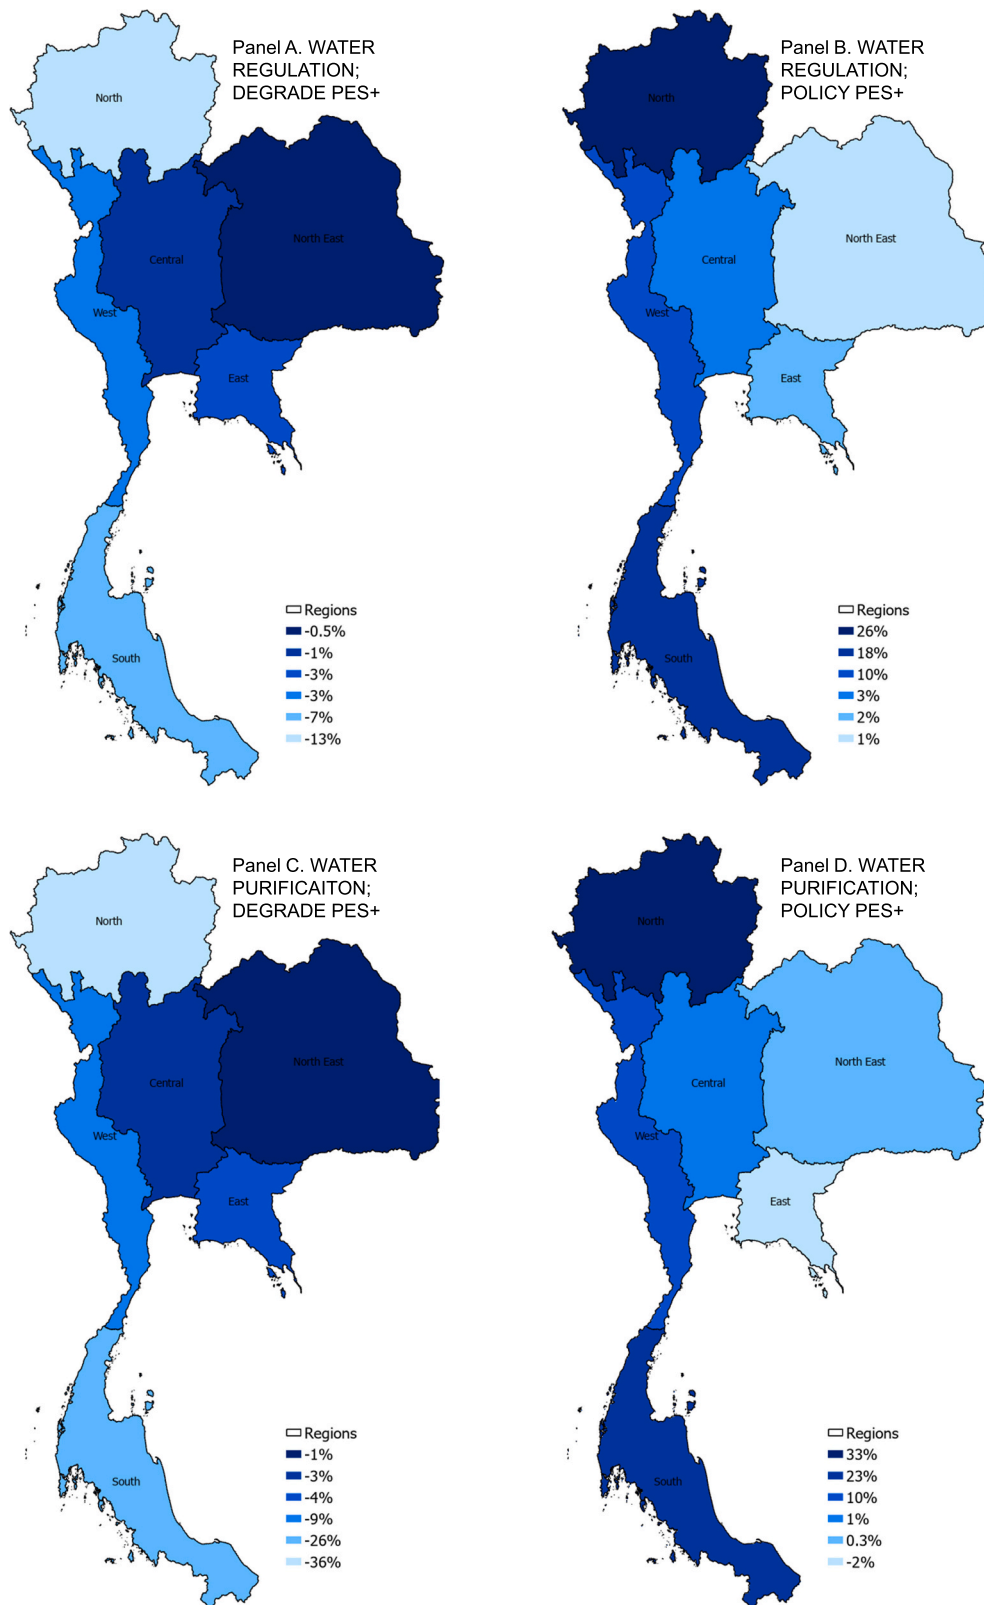 Panel A. WATER
REGULATION;
DEGRADE PES+
North
North East
Central
West
East
South
Regions
-0.5%
-1%
-3%
-3%
-7%
-13%
Panel B. WATER
REGULATION;
POLICY PES+
North
North East
Central
West
East
South
Regions
26%
18%
10%
3%
2%
1%
Panel C. WATER
PURIFICAITON;
DEGRADE PES+
North
North East
Central
West
East
South
Regions
-1%
-3%
-4%
-9%
-26%
-36%
Panel D. WATER
PURIFICATION;
POLICY PES+
North
North East
Central
West
East
South
Regions
33%
23%
10%
1%
0.3%
-2%